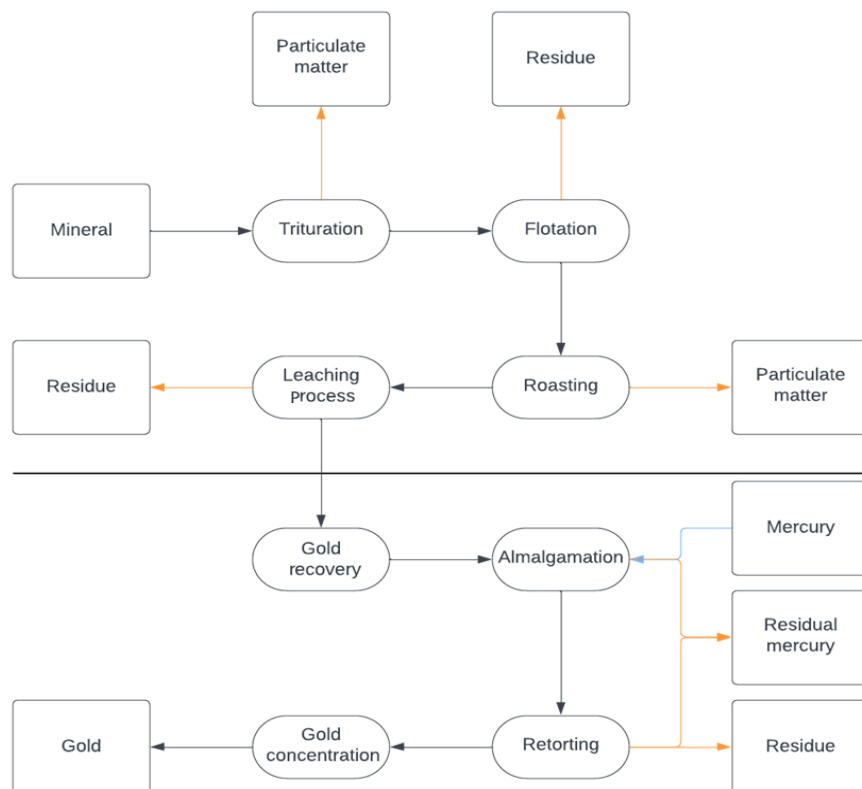 Particulate
matter
Residue
Mineral
Trituration
Flotation
Residue
Leaching
process
Roasting
Particulate
matter
Mercury
Gold
recovery
Almalgamation
Residual
mercury
Gold
Gold
concentration
Retorting
Residue